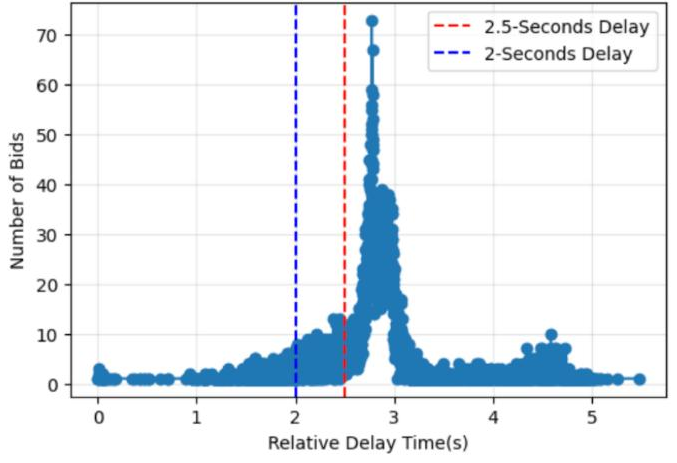 2.5-Seconds Delay
2-Seconds Delay
Number of Bids
70
60
50
40
30
20
10
0
0 1 2 3 4 5
Relative Delay Time(s)